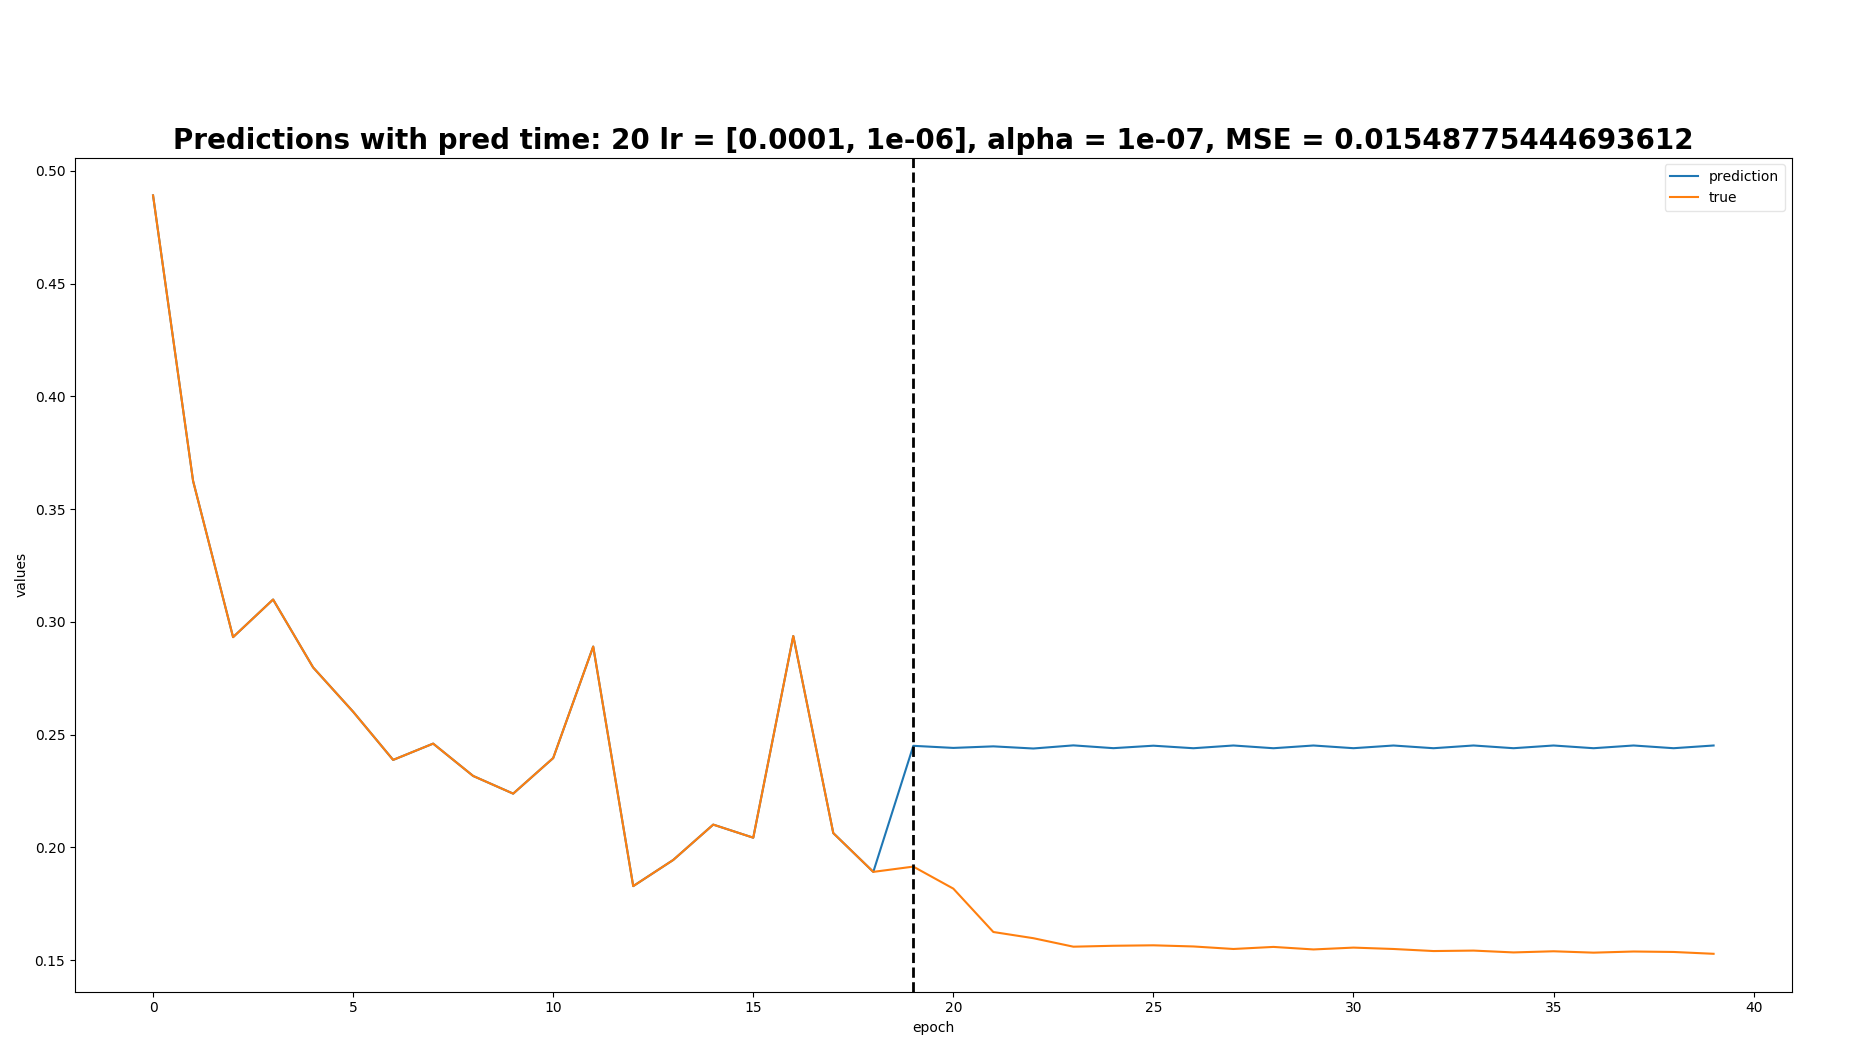 Predictions with pred time: 20 lr = [0.0001, 1e-06], alpha = 1e-07, MSE = 0.01548775444693612
prediction
true
0.50
0.45
0.40
0.35
0.30
0.25
0.20
0.15
values
0 5 10 15 20 25 30 35 40
epoch